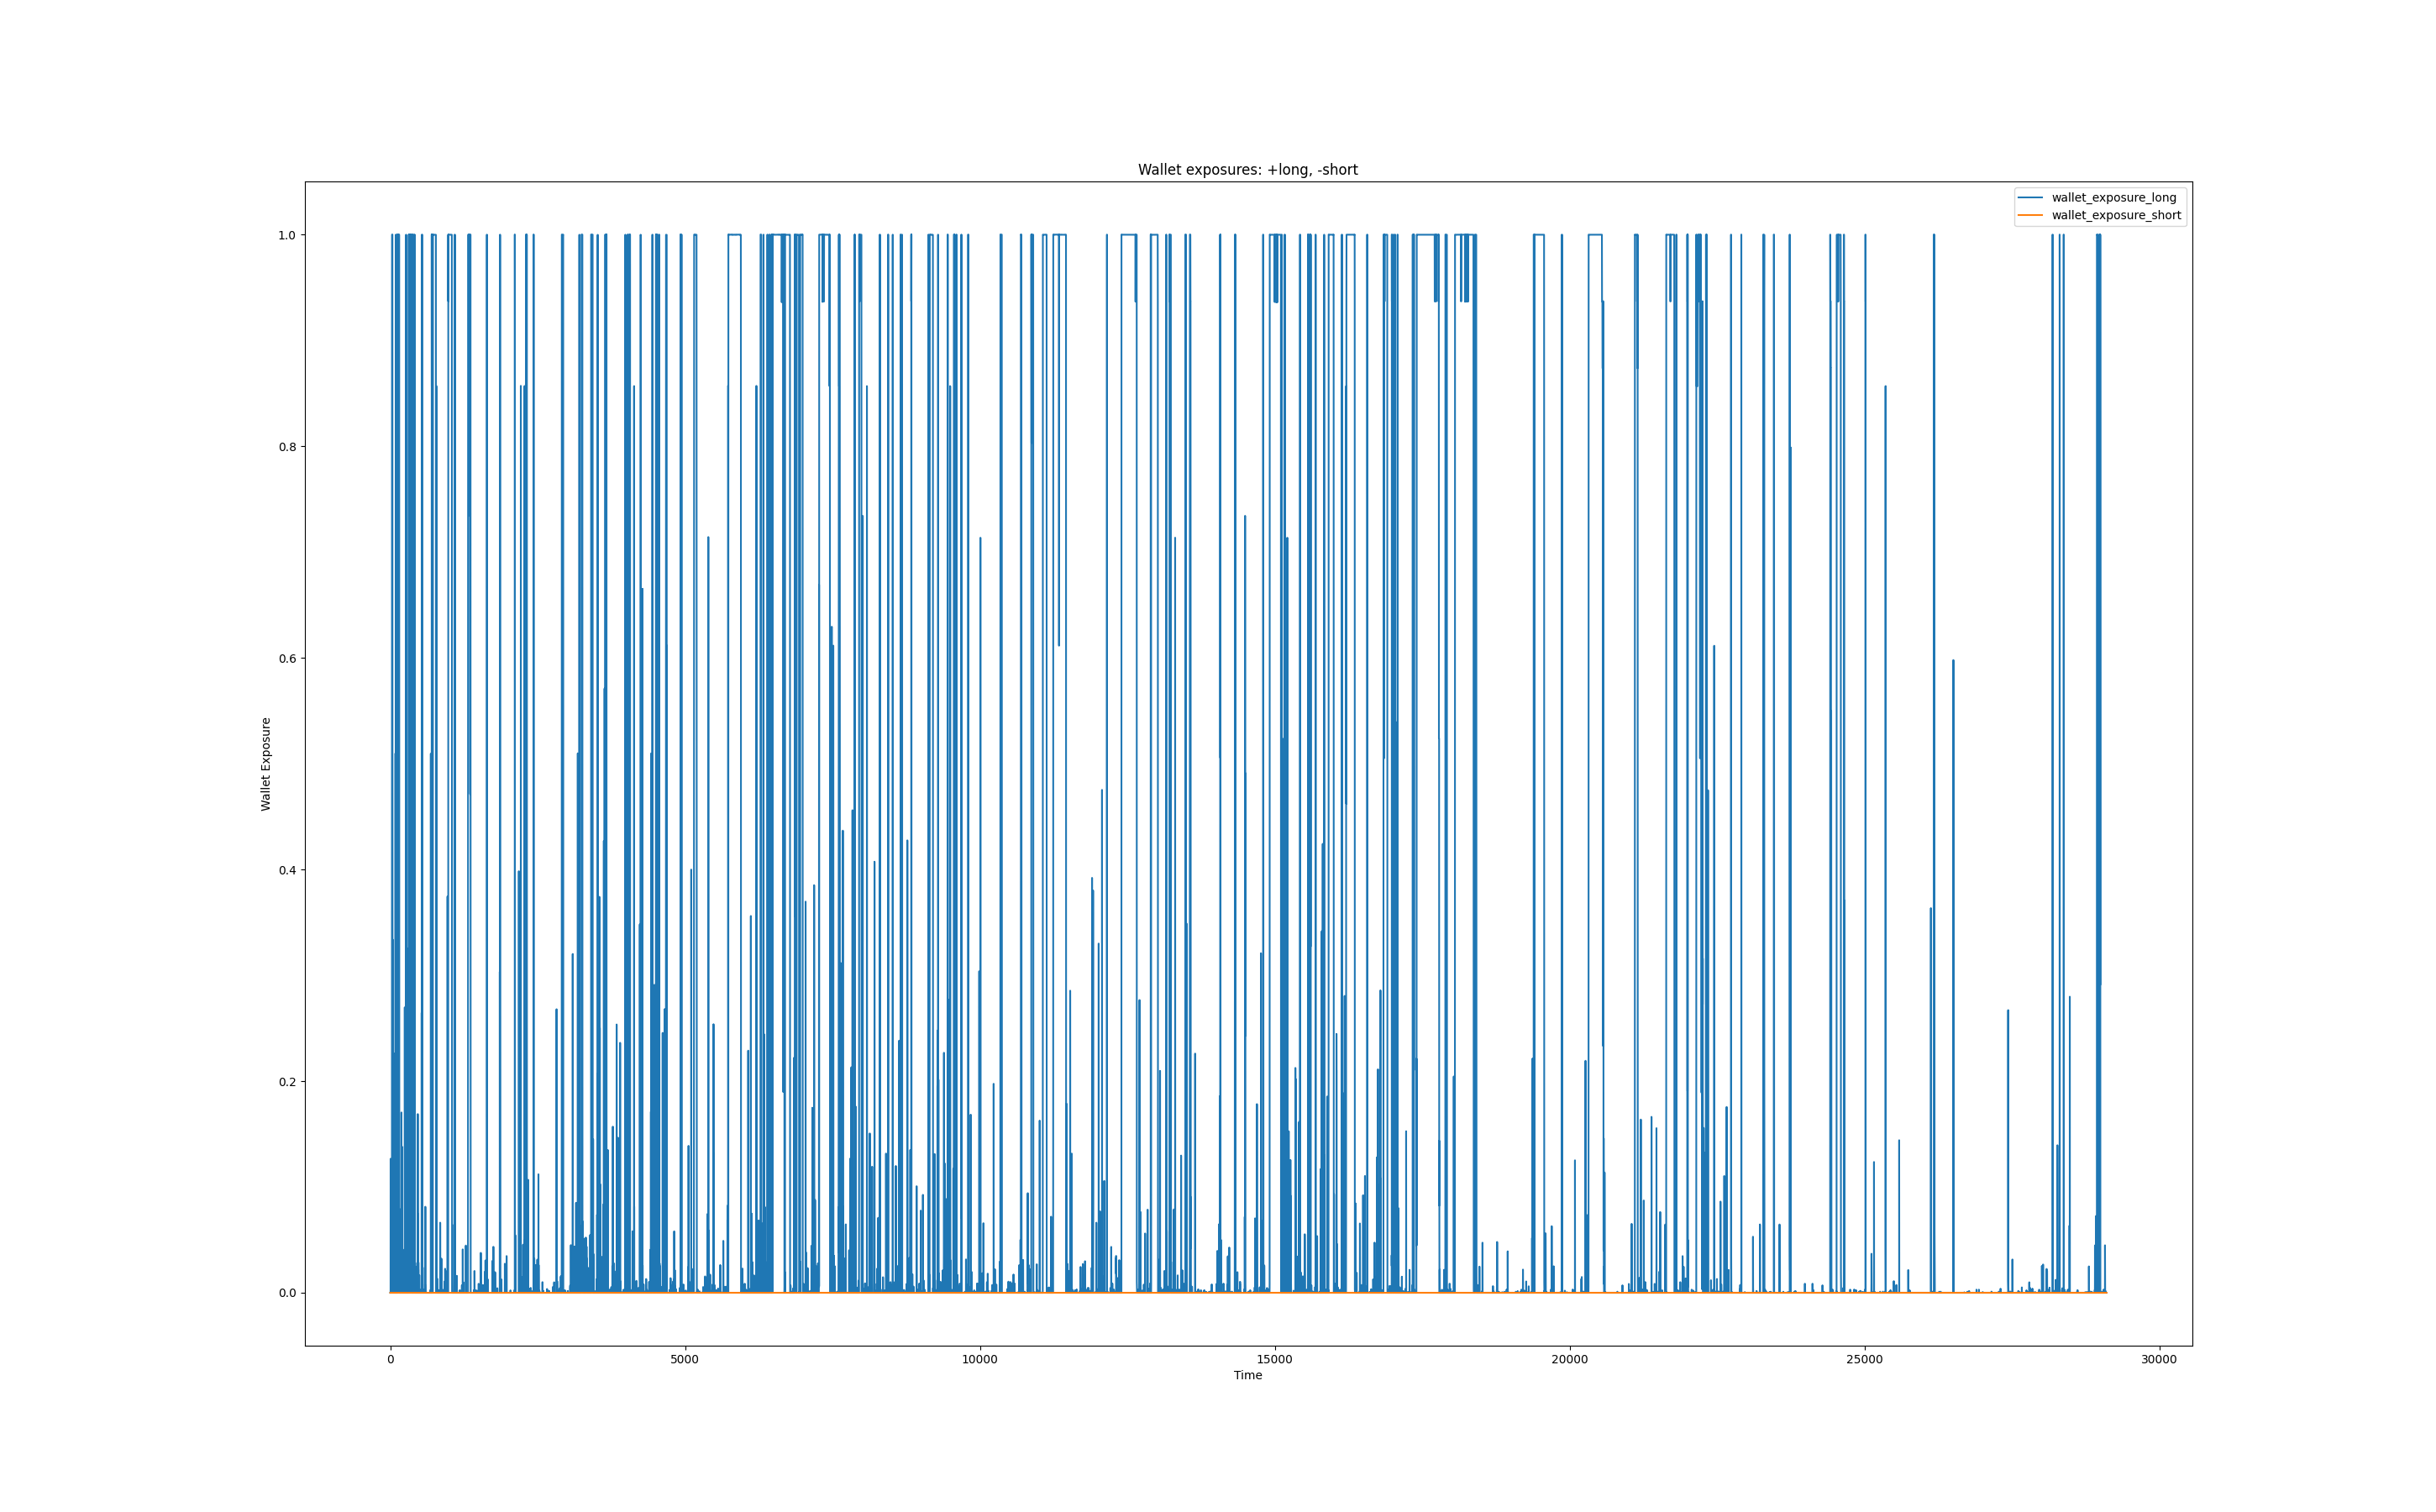 Wallet exposures: +long, -short
wallet_exposure_long
wallet_exposure_short
1.0
0.8
0.6
0.4
0.2
0.0
Wallet Exposure
0 5000 10000 15000 20000 25000 30000
Time